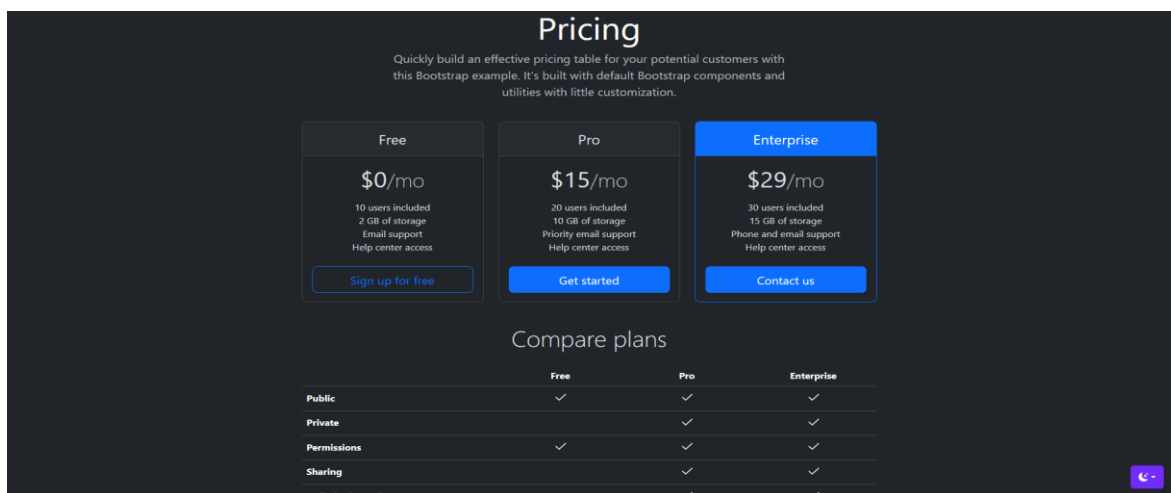 Pricing
Quickly build an effective pricing table for your potential customers with
this Bootstrap example. It's built with default Bootstrap components and
utilities with little customization.
Free
Pro
Enterprise
$0/mo
$15/mo
$29/mo
10 users included
2 GB of storage
Email support
Help center access
20 users included
10 GB of storage
Priority email support
Help center access
30 users included
15 GB of storage
Phone and email support
Help center access
Sign up for free
Get started
Contact us
Compare plans
Free Pro Enterprise
Public
Private
Permissions
Sharing